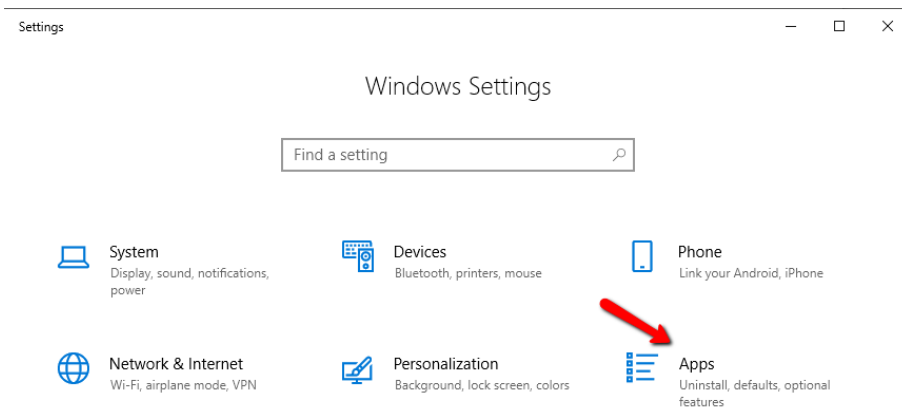 Settings
Windows Settings
Find a setting
System
Display, sound, notifications,
power
Devices
Bluetooth, printers, mouse
Phone
Link your Android, iPhone
Network & Internet
Wi-Fi, airplane mode, VPN
Personalization
Background, lock screen, colors
Apps
Uninstall, defaults, optional
features